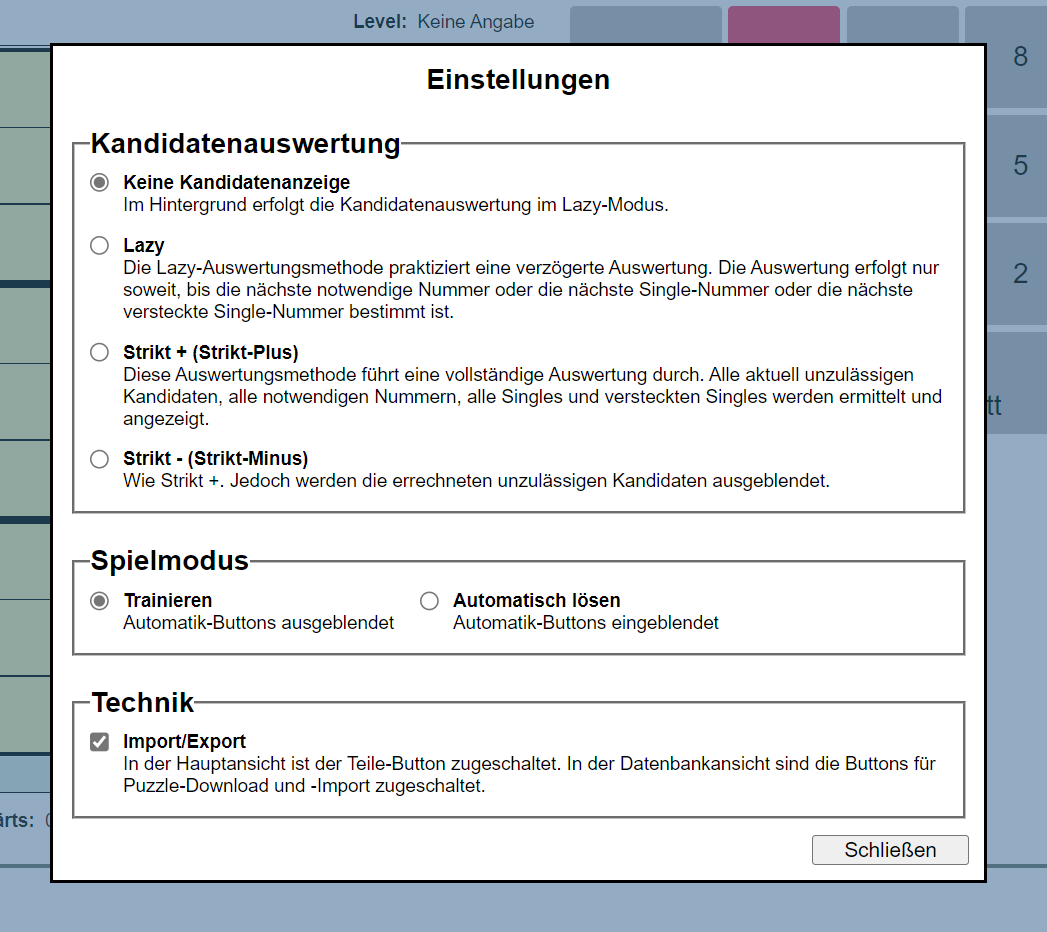 Level: Keine Angabe
8
Einstellungen
Kandidatenauswertung
5
Keine Kandidatenanzeige
Im Hintergrund erfolgt die Kandidatenauswertung im Lazy-Modus.
Lazy
Die Lazy-Auswertungsmethode praktiziert eine verzögerte Auswertung. Die Auswertung erfolgt nur
2
soweit, bis die nächste notwendige Nummer oder die nächste Single-Nummer oder die nächste
versteckte Single-Nummer bestimmt ist.
Strikt + (Strikt-Plus)
Diese Auswertungsmethode führt eine vollständige Auswertung durch. Alle aktuell unzulässigen
Kandidaten, alle notwendigen Nummern, alle Singles und versteckten Singles werden ermittelt und
tt
angezeigt.
Strikt - (Strikt-Minus)
Wie Strikt +. Jedoch werden die errechneten unzulässigen Kandidaten ausgeblendet.
Spielmodus
Trainieren
Automatik-Buttons ausgeblendet
Automatisch lösen
Automatik-Buttons eingeblendet
Technik
Import/Export
In der Hauptansicht ist der Teile-Button zugeschaltet. In der Datenbankansicht sind die Buttons für
Puzzle-Download und -Import zugeschaltet.
ärts:
Schließen